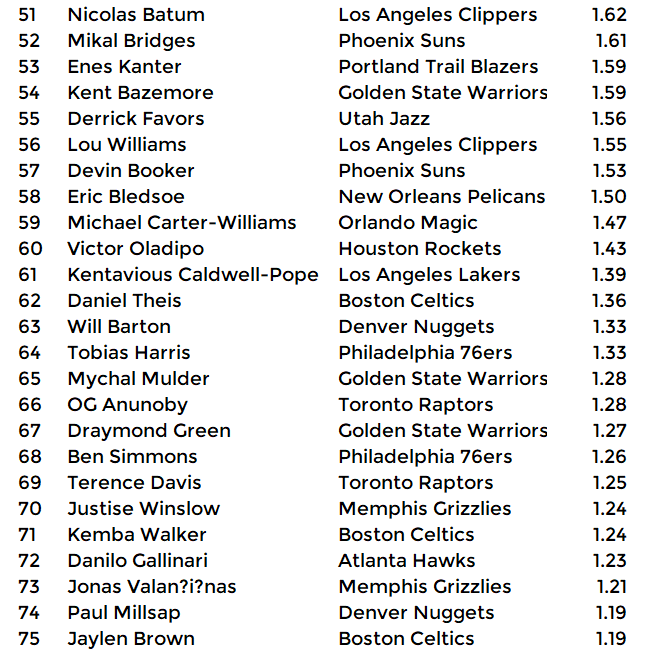 51 Nicolas Batum Los Angeles Clippers 1.62
52 Mikal Bridges Phoenix Suns 1.61
53 Enes Kanter Portland Trail Blazers 1.59
54 Kent Bazemore Golden State Warriors 1.59
55 Derrick Favors Utah Jazz 1.56
56 Lou Williams Los Angeles Clippers 1.55
57 Devin Booker Phoenix Suns 1.53
58 Eric Bledsoe New Orleans Pelicans 1.50
59 Michael Carter-Williams Orlando Magic 1.47
60 Victor Oladipo Houston Rockets 1.43
61 Kentavious Caldwell-Pope Los Angeles Lakers 1.39
62 Daniel Theis Boston Celtics 1.36
63 Will Barton Denver Nuggets 1.33
64 Tobias Harris Philadelphia 76ers 1.33
65 Mychal Mulder Golden State Warriors 1.28
66 OG Anunoby Toronto Raptors 1.28
67 Draymond Green Golden State Warriors 1.27
68 Ben Simmons Philadelphia 76ers 1.26
69 Terence Davis Toronto Raptors 1.25
70 Justise Winslow Memphis Grizzlies 1.24
71 Kemba Walker Boston Celtics 1.24
72 Danilo Gallinari Atlanta Hawks 1.23
73 Jonas Valan?i?nas Memphis Grizzlies 1.21
74 Paul Millsap Denver Nuggets 1.19
75 Jaylen Brown Boston Celtics 1.19